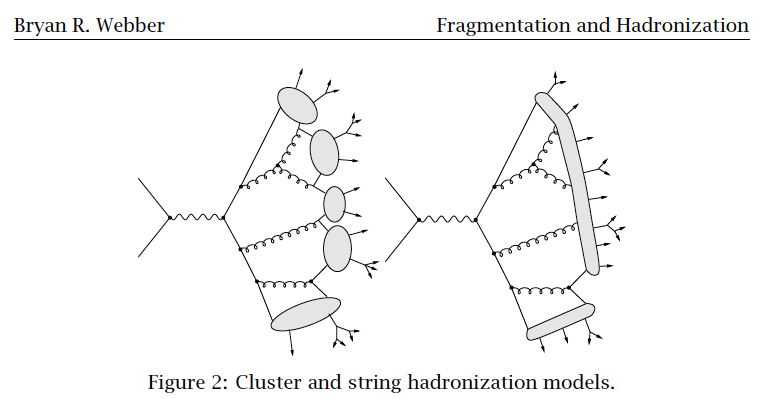 Bryan R. Webber Fragmentation and Hadronization
Figure 2: Cluster and string hadronization models.